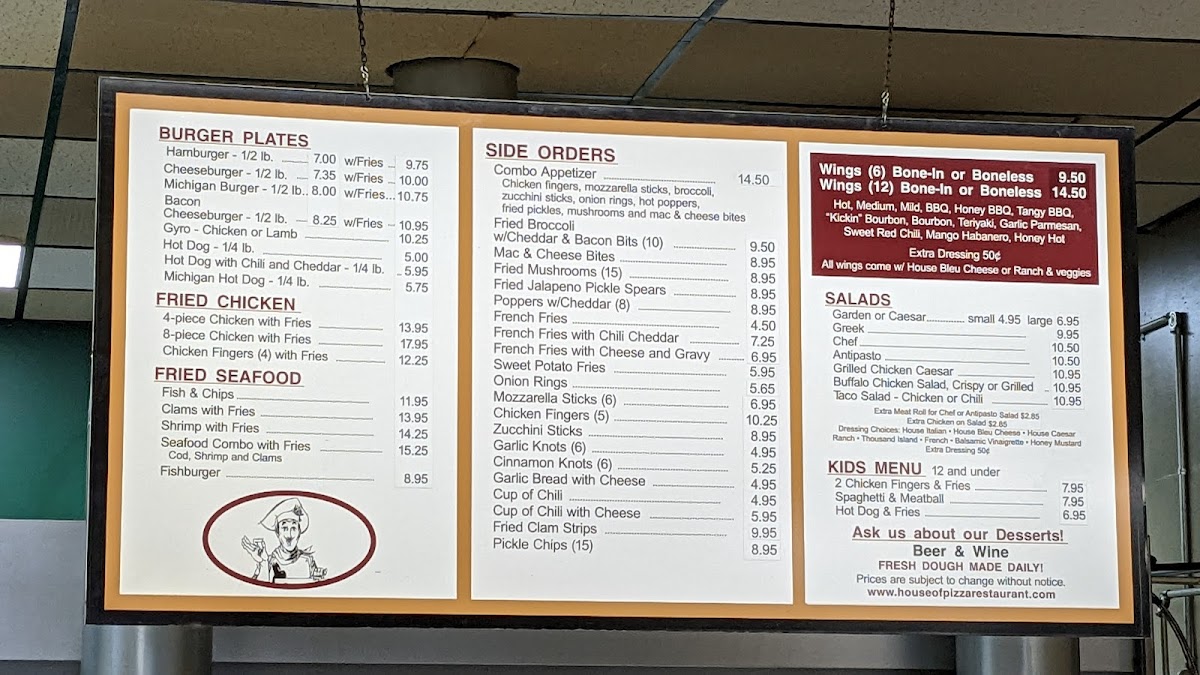 BURGER PLATES
Hamburger - 1/2 lb. 7.00 w/Fries 9.75
Cheeseburger - 1/2 lb. 7.35 w/Fries 10.00
Michigan Burger - 1/2 lb. 8.00 w/Fries 10.75
Bacon
Cheeseburger - 1/2 lb. 8.25 w/Fries 10.95
Gyro - Chicken or Lamb 10.25
Hot Dog - 1/4 lb. 5.00
Hot Dog with Chili and Cheddar - 1/4 lb. 5.95
Michigan Hot Dog - 1/4 lb. 5.75
FRIED CHICKEN
4-piece Chicken with Fries 13.95
8-piece Chicken with Fries 17.95
Chicken Fingers (4) with Fries 12.25
FRIED SEAFOOD
Fish & Chips 11.95
Clams with Fries 13.95
Shrimp with Fries 14.25
Seafood Combo with Fries 15.25
Cod, Shrimp and Clams
Fishburger 8.95
SIDE ORDERS
Combo Appetizer 14.50
Chicken fingers, mozzarella sticks, broccoli,
zucchini sticks, onion rings, hot poppers,
fried pickles, mushrooms and mac & cheese bites
Fried Broccoli
w/Cheddar & Bacon Bits (10) 9.50
Mac & Cheese Bites 8.95
Fried Mushrooms (15) 8.95
Fried Jalapeno Pickle Spears 8.95
Poppers w/Cheddar (8) 8.95
French Fries 4.50
French Fries with Chili Cheddar 7.25
French Fries with Cheese and Gravy 6.95
Sweet Potato Fries 5.95
Onion Rings 5.65
Mozzarella Sticks (6) 6.95
Chicken Fingers (5) 10.25
Zucchini Sticks 8.95
Garlic Knots (6) 4.95
Cinnamon Knots (6) 5.25
Garlic Bread with Cheese 4.95
Cup of Chili 4.95
Cup of Chili with Cheese 5.95
Fried Clam Strips 9.95
Pickle Chips (15) 8.95
Wings (6) Bone-In or Boneless 9.50
Wings (12) Bone-In or Boneless 14.50
Hot, Medium, Mild, BBQ, Honey BBQ, Tangy BBQ,
"Kickin" Bourbon, Bourbon, Teriyaki, Garlic Parmesan,
Sweet Red Chili, Mango Habanero, Honey Hot
Extra Dressing 50¢
All wings come w/ House Bleu Cheese or Ranch & veggies
SALADS
Garden or Caesar small 4.95 large 6.95
Greek 9.95
Chef 10.50
Antipasto 10.50
Grilled Chicken Caesar 10.95
Buffalo Chicken Salad, Crispy or Grilled 10.95
Taco Salad - Chicken or Chili 10.95
Extra Meat Roll for Chef or Antipasto Salad $2.85
Extra Chicken on Salad $2.85
Dressing Choices: House Italian • House Bleu Cheese • House Caesar
Ranch • Thousand Island • French • Balsamic Vinaigrette • Honey Mustard
Extra Dressing 50¢
KIDS MENU 12 and under
2 Chicken Fingers & Fries 7.95
Spaghetti & Meatball 7.95
Hot Dog & Fries 6.95
Ask us about our Desserts!
Beer & Wine
FRESH DOUGH MADE DAILY!
Prices are subject to change without notice.
www.houseofpizzarestaurant.com